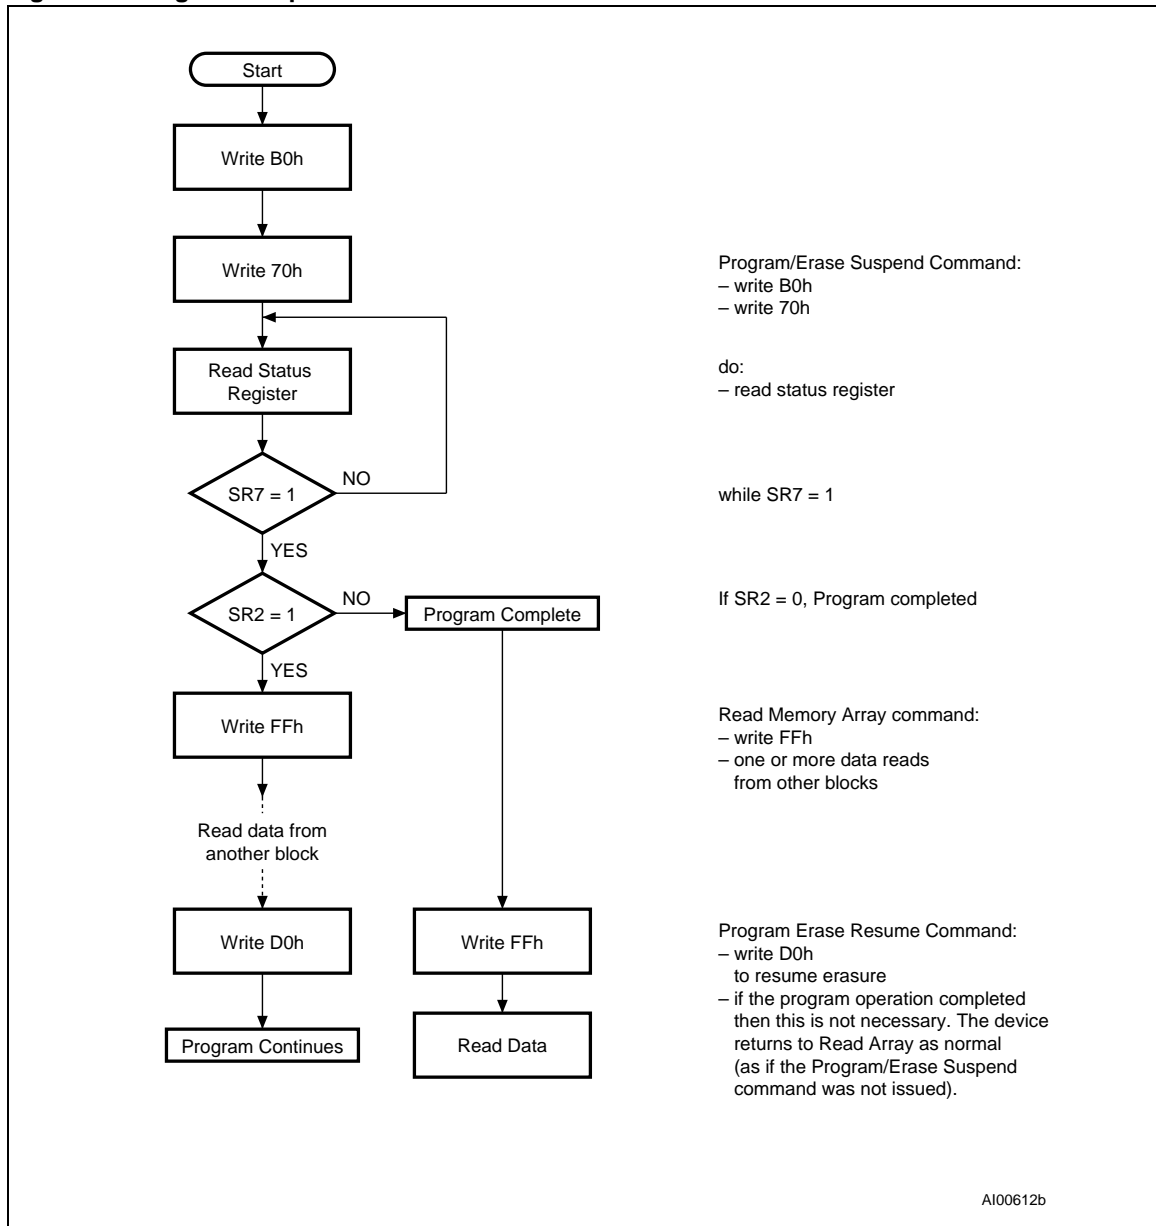 Start
Write B0h
Write 70h
Read Status
Register
SR7 = 1
NO
YES
SR2 = 1
NO
Program Complete
YES
Write FFh
Read data from
another block
Write D0h
Write FFh
Program Continues
Read Data
Program/Erase Suspend Command:
– write B0h
– write 70h
do:
– read status register
while SR7 = 1
If SR2 = 0, Program completed
Read Memory Array command:
– write FFh
– one or more data reads
from other blocks
Program Erase Resume Command:
– write D0h
to resume erasure
– if the program operation completed
then this is not necessary. The device
returns to Read Array as normal
(as if the Program/Erase Suspend
command was not issued).
AI00612b